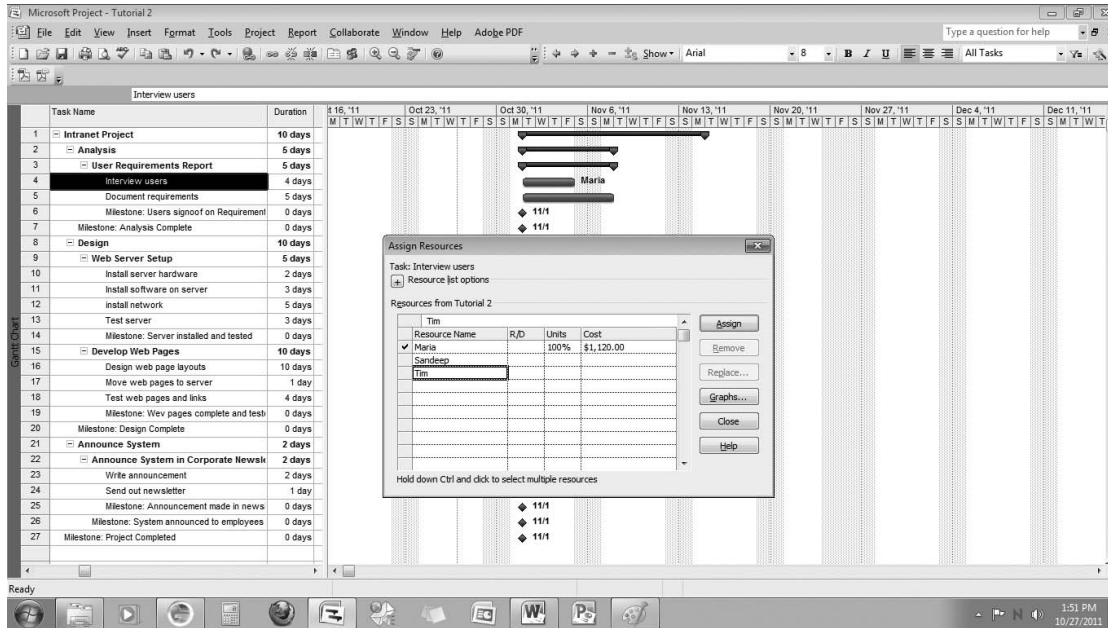 Microsoft Project - Tutorial 2
File Edit View Insert Format Tools Project Report Collaborate Window Help Adobe PDF
Type a question for help
Show Arial 8 B I U All Tasks
Interview users
Task Name Duration t 16, '11 Oct 23, '11 Oct 30, '11 Nov 6, '11 Nov 13, '11 Nov 20, '11 Nov 27, '11 Dec 4, '11 Dec 11, '11
M T W T F S S M T W T F S S M T W T F S S M T W T F S S M T W T F S S M T W T F S S M T W T F S S M T W T F S S M T W T
1 Intranet Project 10 days
2 Analysis 5 days
3 User Requirements Report 5 days
4 Interview users 4 days Maria
5 Document requirements 5 days
6 Milestone: Users signoof on Requirement 0 days 11/1
7 Milestone: Analysis Complete 0 days 11/1
8 Design 10 days
9 Web Server Setup 5 days
10 Install server hardware 2 days
11 Install software on server 3 days
12 install network 5 days
13 Test server 3 days
14 Milestone: Server installed and tested 0 days
15 Develop Web Pages 10 days
16 Design web page layouts 10 days
17 Move web pages to server 1 day
18 Test web pages and links 4 days
19 Milestone: Wev pages complete and test 0 days
20 Milestone: Design Complete 0 days
21 Announce System 2 days
22 Announce System in Corporate Newsl 2 days
23 Write announcement 2 days
24 Send out newsletter 1 day
25 Milestone: Announcement made in news 0 days 11/1
26 Milestone: System announced to employees 0 days 11/1
27 Milestone: Project Completed 0 days 11/1
Gantt Chart
Assign Resources
Task: Interview users
+ Resource list options
Resources from Tutorial 2
Tim
Resource Name R/D Units Cost
Maria 100% $1,120.00
Sandeep
Tim
Assign
Remove
Replace...
Graphs...
Close
Help
Hold down Ctrl and click to select multiple resources
Ready
1:51 PM
10/27/2011